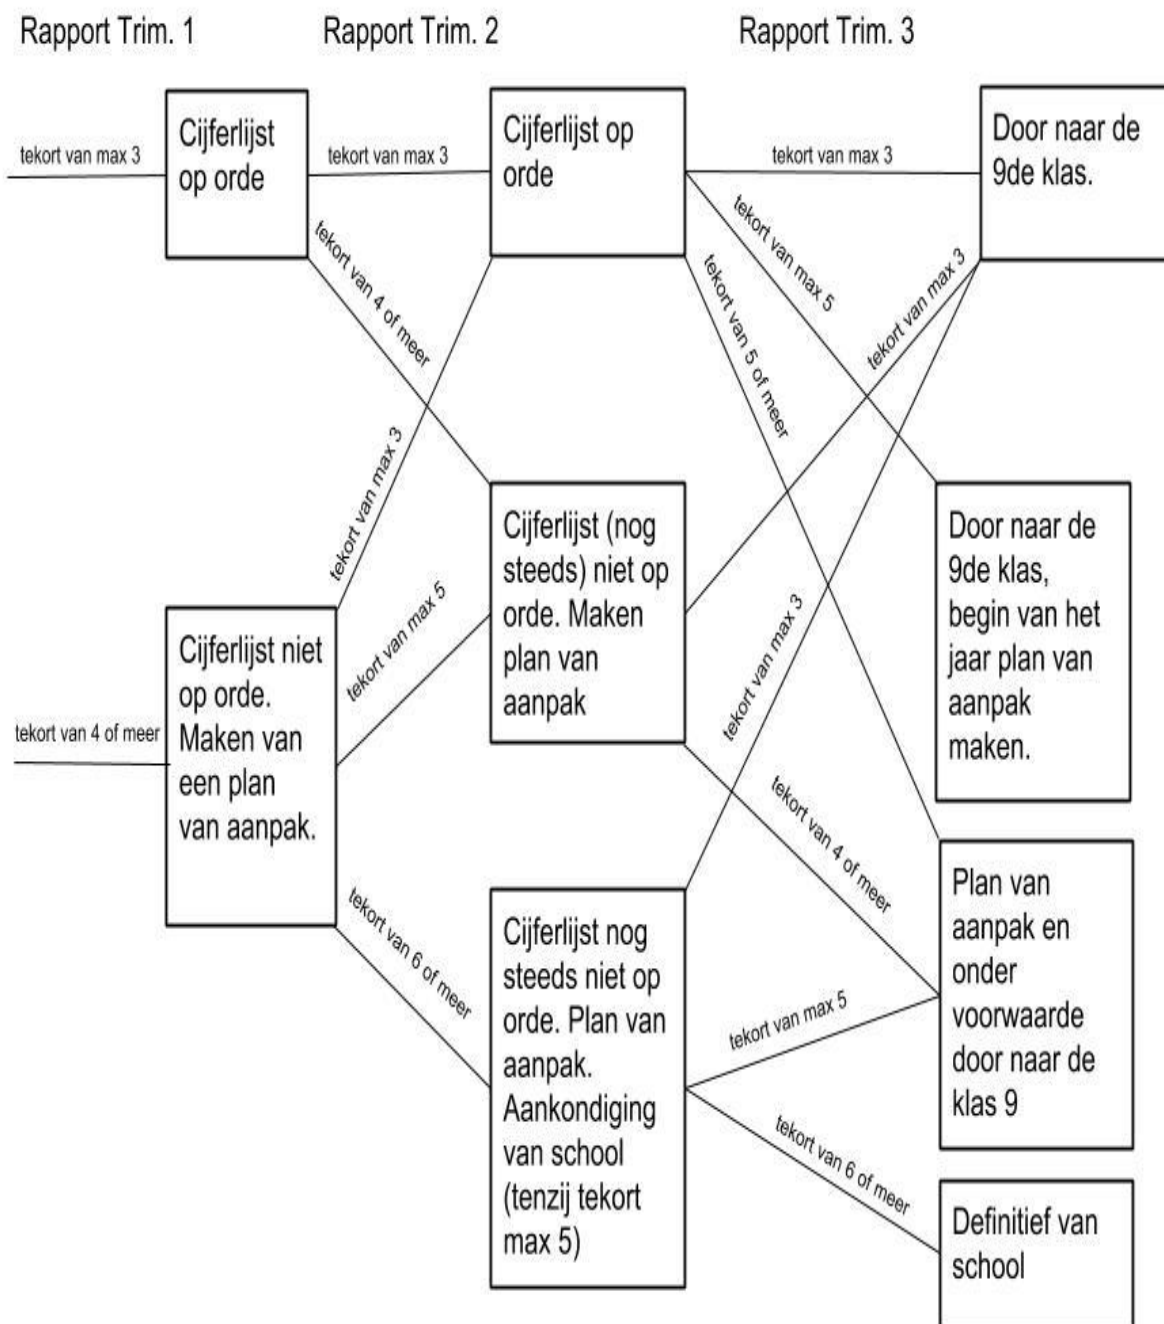 Rapport Trim. 1
Rapport Trim. 2
Rapport Trim. 3
tekort van max 3
Cijferlijst
op orde
tekort van max 3
tekort van 4 of meer
Cijferlijst op
orde
tekort van max 3
tekort van max 5
tekort van 5 of meer
Door naar de
9de klas.
tekort van max 3
tekort van 4 of meer
Cijferlijst niet
op orde.
Maken van
een plan
van aanpak.
tekort van max 3
tekort van max 5
tekort van 6 of meer
Cijferlijst (nog
steeds) niet op
orde. Maken
plan van
aanpak
tekort van max 3
tekort van 4 of meer
Door naar de
9de klas,
begin van het
jaar plan van
aanpak
maken.
Cijferlijst nog
steeds niet op
orde. Plan van
aanpak.
Aankondiging
van school
(tenzij tekort
max 5)
tekort van max 5
tekort van 6 of meer
Plan van
aanpak en
onder
voorwaarde
door naar de
klas 9
Definitief van
school